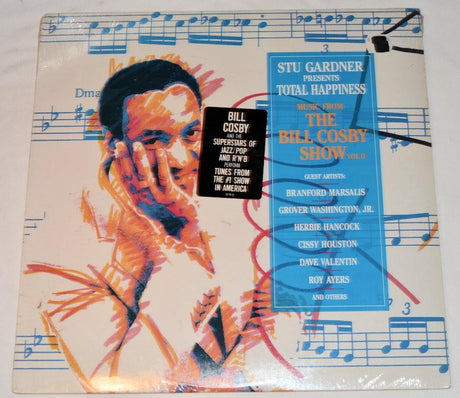 STU GARDNER
PRESENTS
TOTAL HAPPINESS
MUSIC FROM
THE
BILL COSBY
SHOW VOL II
GUEST ARTISTS:
BRANFORD MARSALIS
GROVER WASHINGTON, JR.
HERBIE HANCOCK
CISSY HOUSTON
DAVE VALENTIN
ROY AYERS
AND OTHERS
BILL
COSBY
AND THE
SUPERSTARS OF
JAZZ/POP
AND R'N'B
PERFORM
TUNES FROM
THE #1 SHOW
IN AMERICA